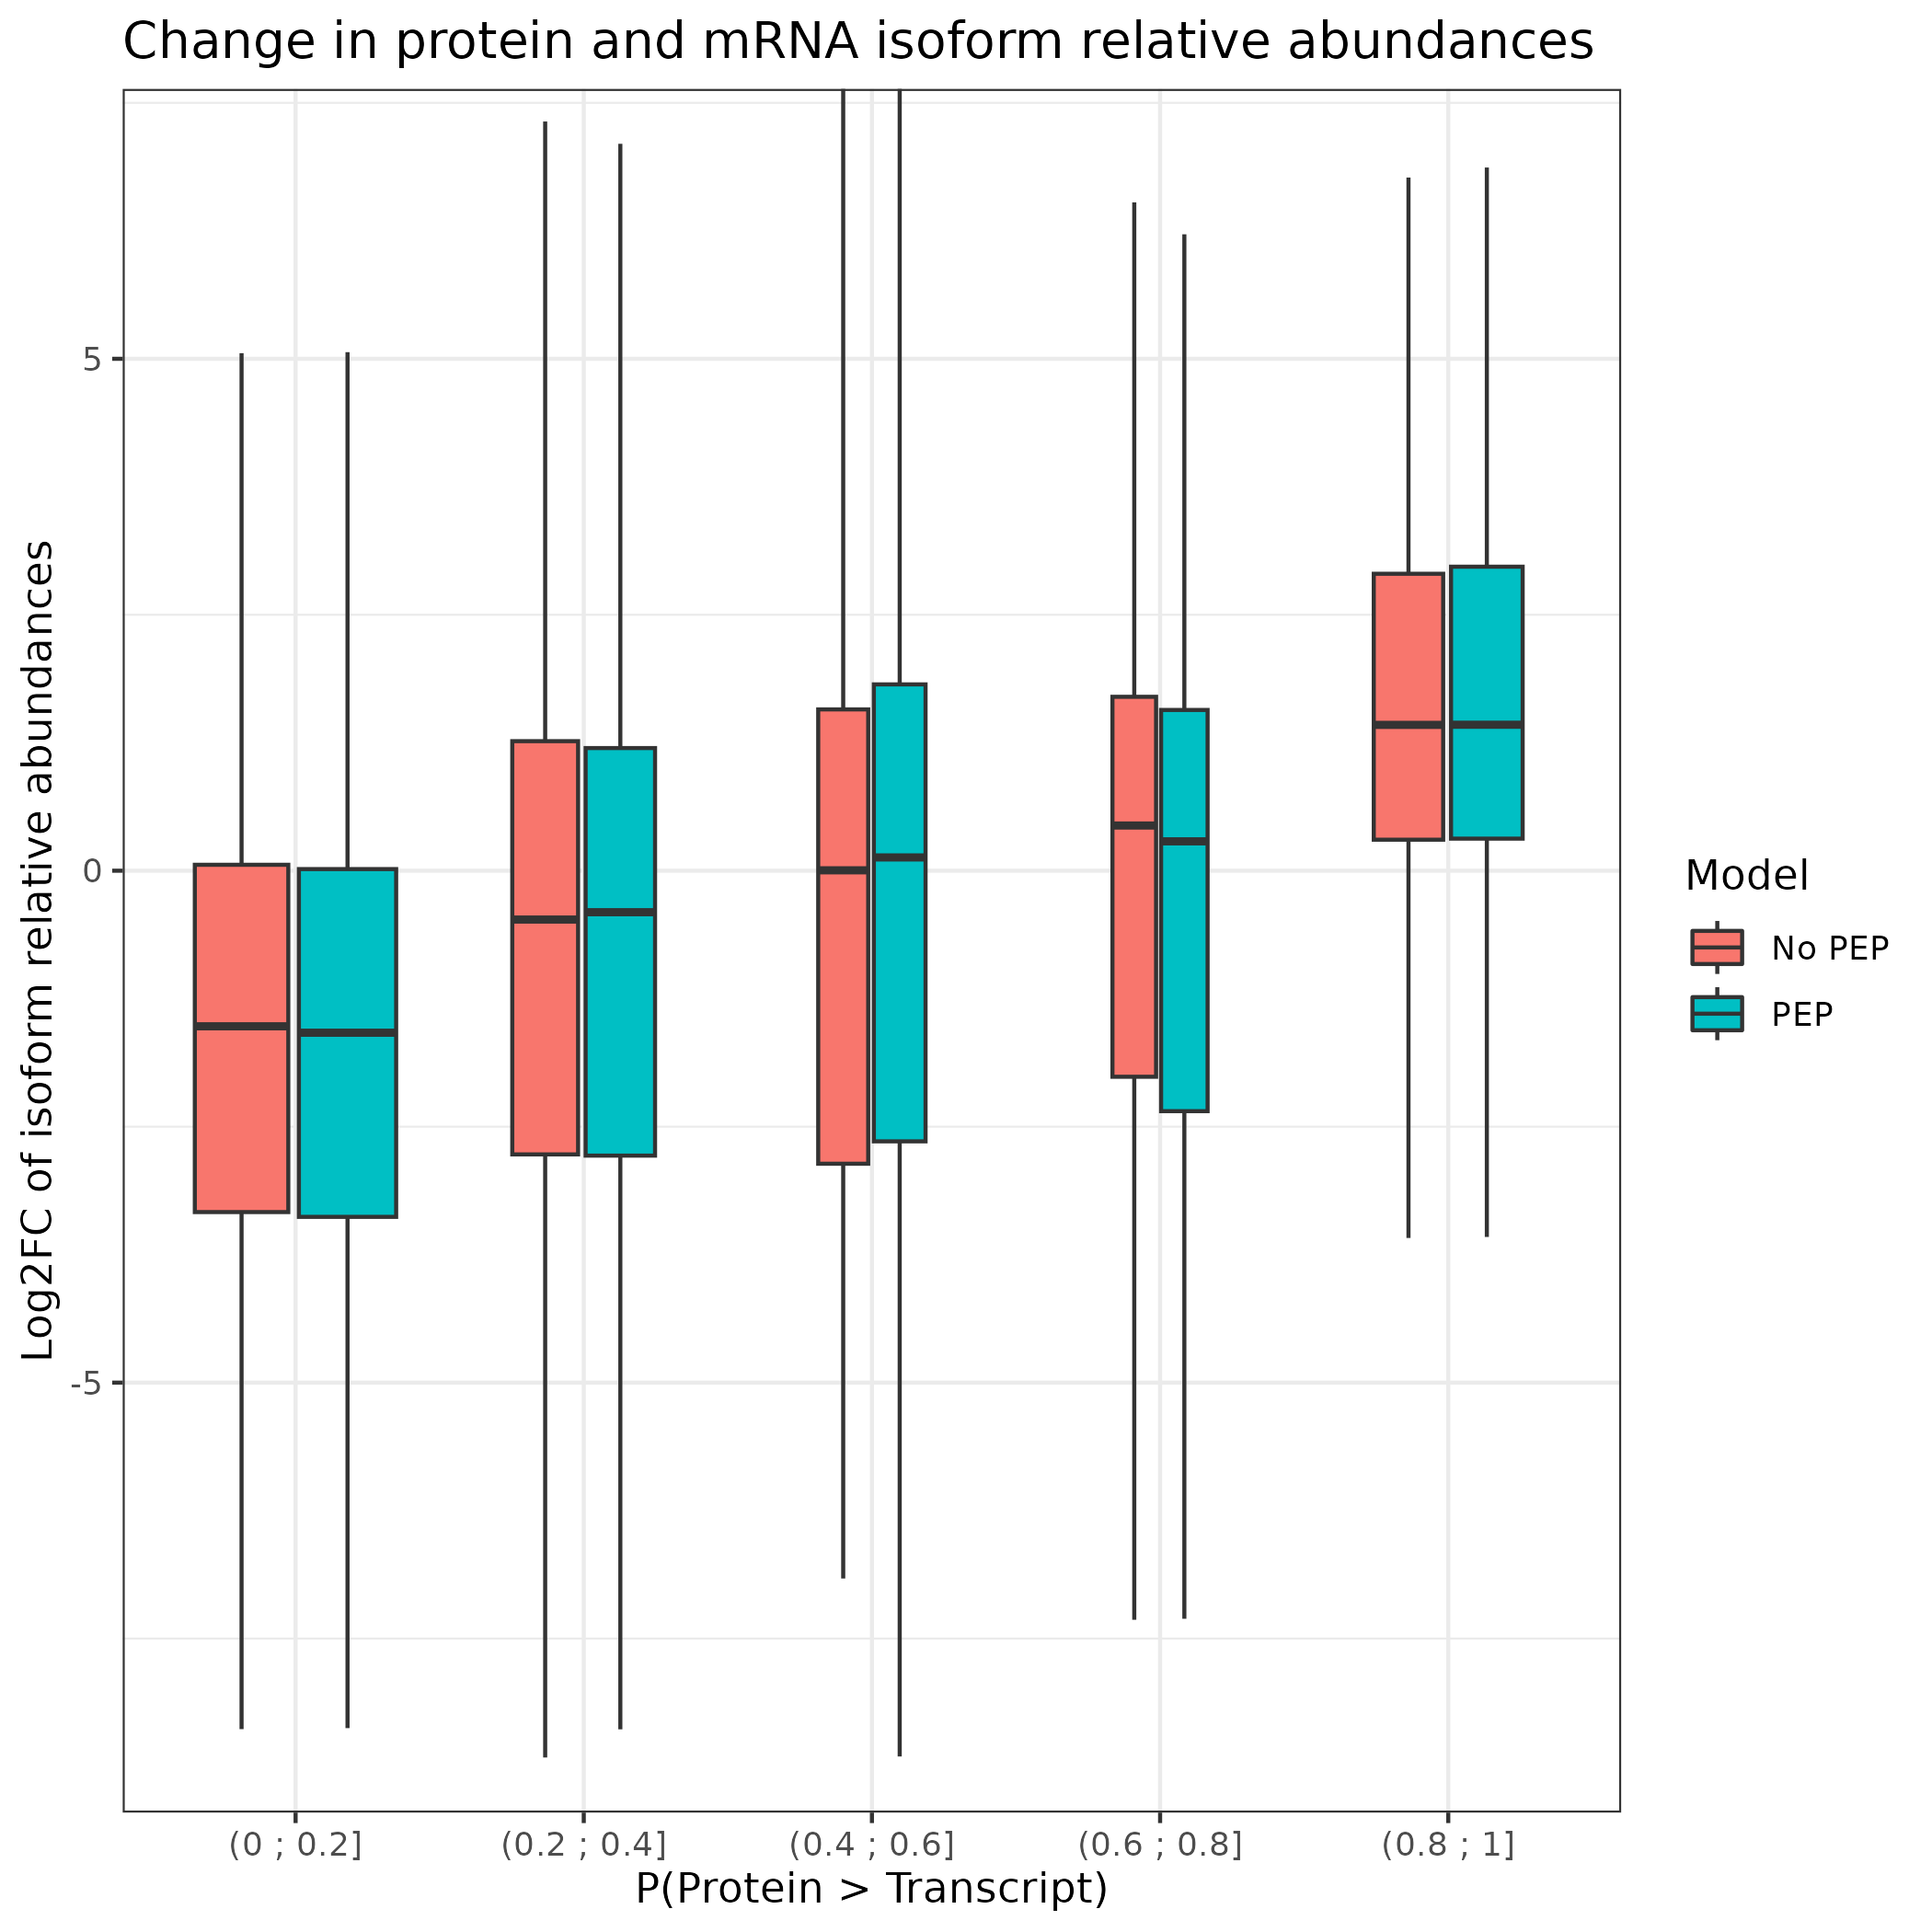 Change in protein and mRNA isoform relative abundances
Log2FC of isoform relative abundances
5
0
-5
(0 ; 0.2]
(0.2 ; 0.4]
(0.4 ; 0.6]
(0.6 ; 0.8]
(0.8 ; 1]
P(Protein > Transcript)
Model
No PEP
PEP